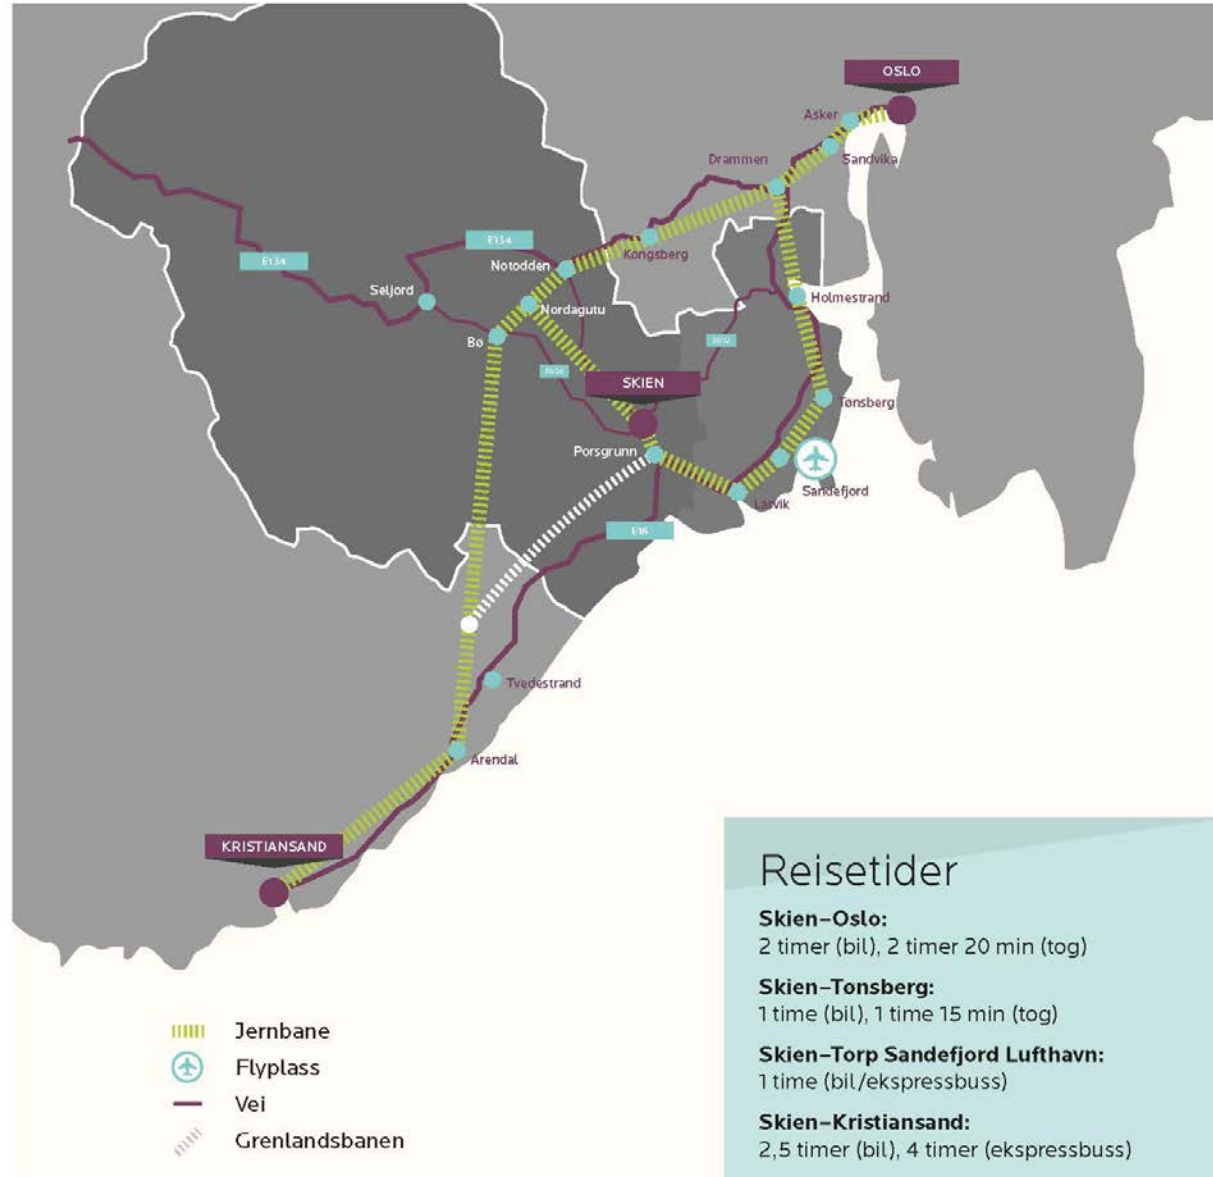 OSLO
Asker
Sandvika
Drammen
E134
Kongsberg
E134
Notodden
Seljord
Nordagutu
Holmestrand
Bø
SKIEN
Tønsberg
Porsgrunn
Sandefjord
Larvik
E18
Tvedestrand
Arendal
KRISTIANSAND
Reisetider
Skien–Oslo:
2 timer (bil), 2 timer 20 min (tog)
Skien–Tønsberg:
1 time (bil), 1 time 15 min (tog)
Skien–Torp Sandefjord Lufthavn:
1 time (bil/ekspressbuss)
Skien–Kristiansand:
2,5 timer (bil), 4 timer (ekspressbuss)
Jernbane
Flyplass
Vei
Grenlandsbanen